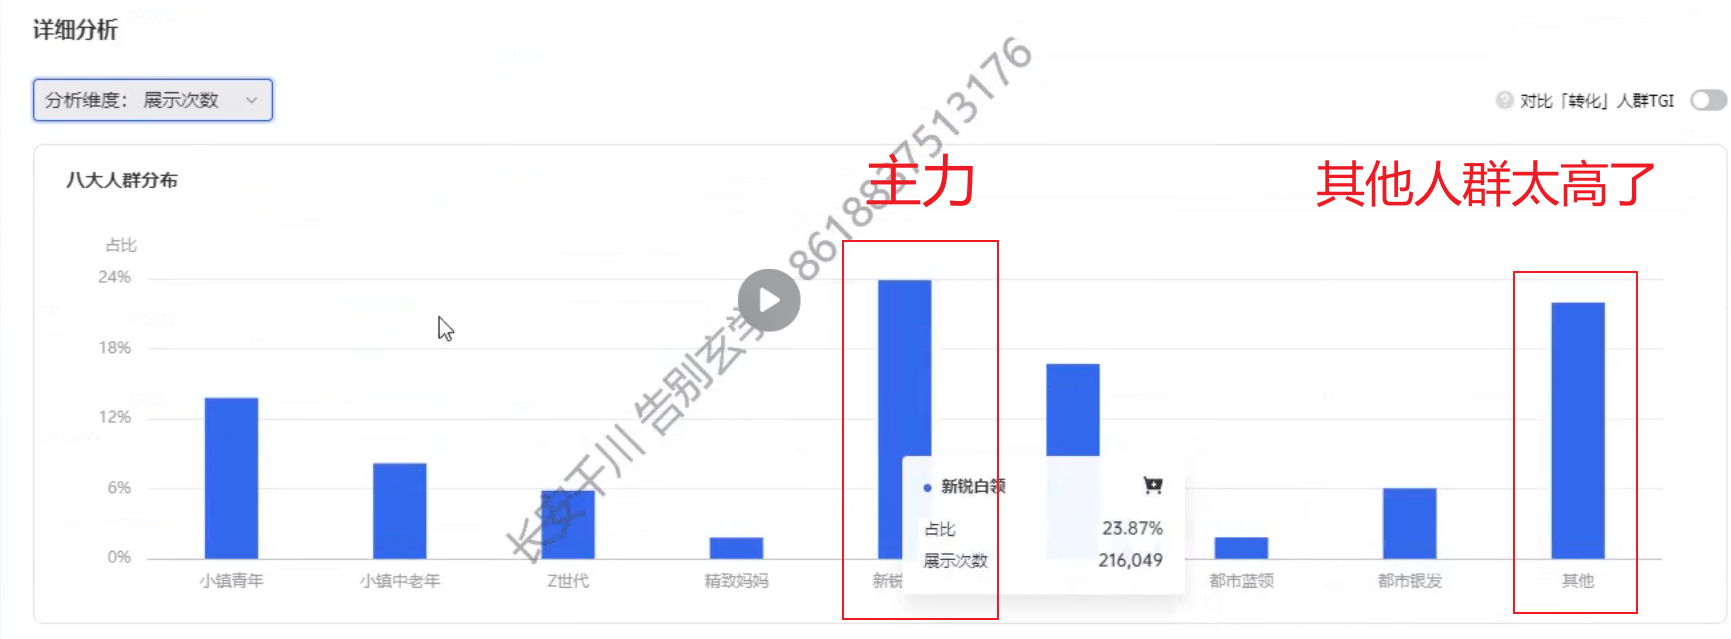 详细分析
分析维度： 展示次数
对比「转化」人群TGI
八大人群分布
主力
其他人群太高了
占比
24%
18%
12%
6%
0%
新锐白领
占比 23.87%
展示次数 216,049
小镇青年 小镇中老年 Z世代 精致妈妈 新锐 都市蓝领 都市银发 其他
长安千川 告别玄学 8618837513176